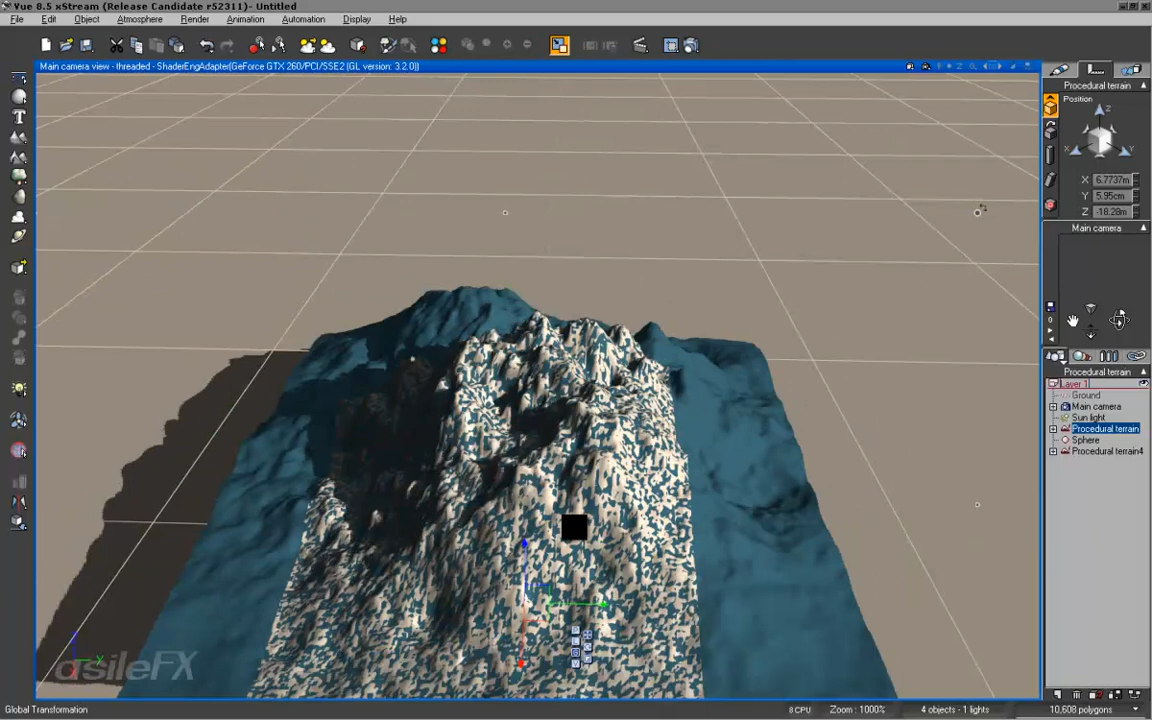 Vue 8.5 xStream (Release Candidate r52311)- Untitled
File Edit Object Atmosphere Render Animation Automation Display Help
Main camera view - threaded - ShaderEngAdapter(GeForce GTX 260/PCI/SSE2 (GL version: 3.2.0))
Procedural terrain
Position
Z
X
Y
X 6.7737m
Y 5.95cm
Z -18.28m
Main camera
Procedural terrain
Layer 1
Ground
Main camera
Sun light
Procedural terrain
Sphere
Procedural terrain4
asileFX
Global Transformation
8 CPU
Zoom : 1000%
4 objects - 1 lights
10,608 polygons